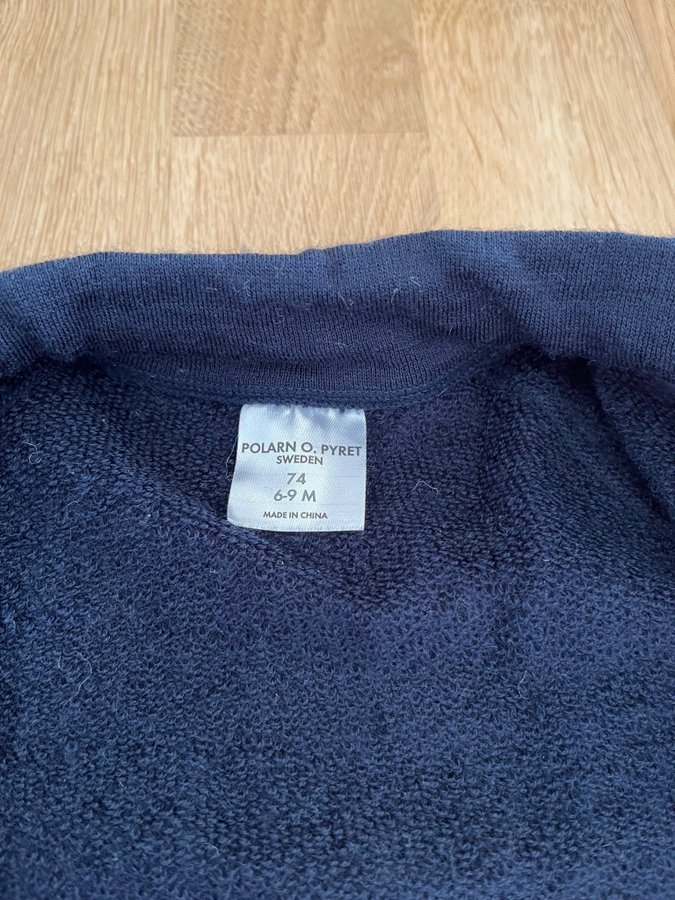 POLARN O. PYRET
SWEDEN
74
6-9 M
MADE IN CHINA